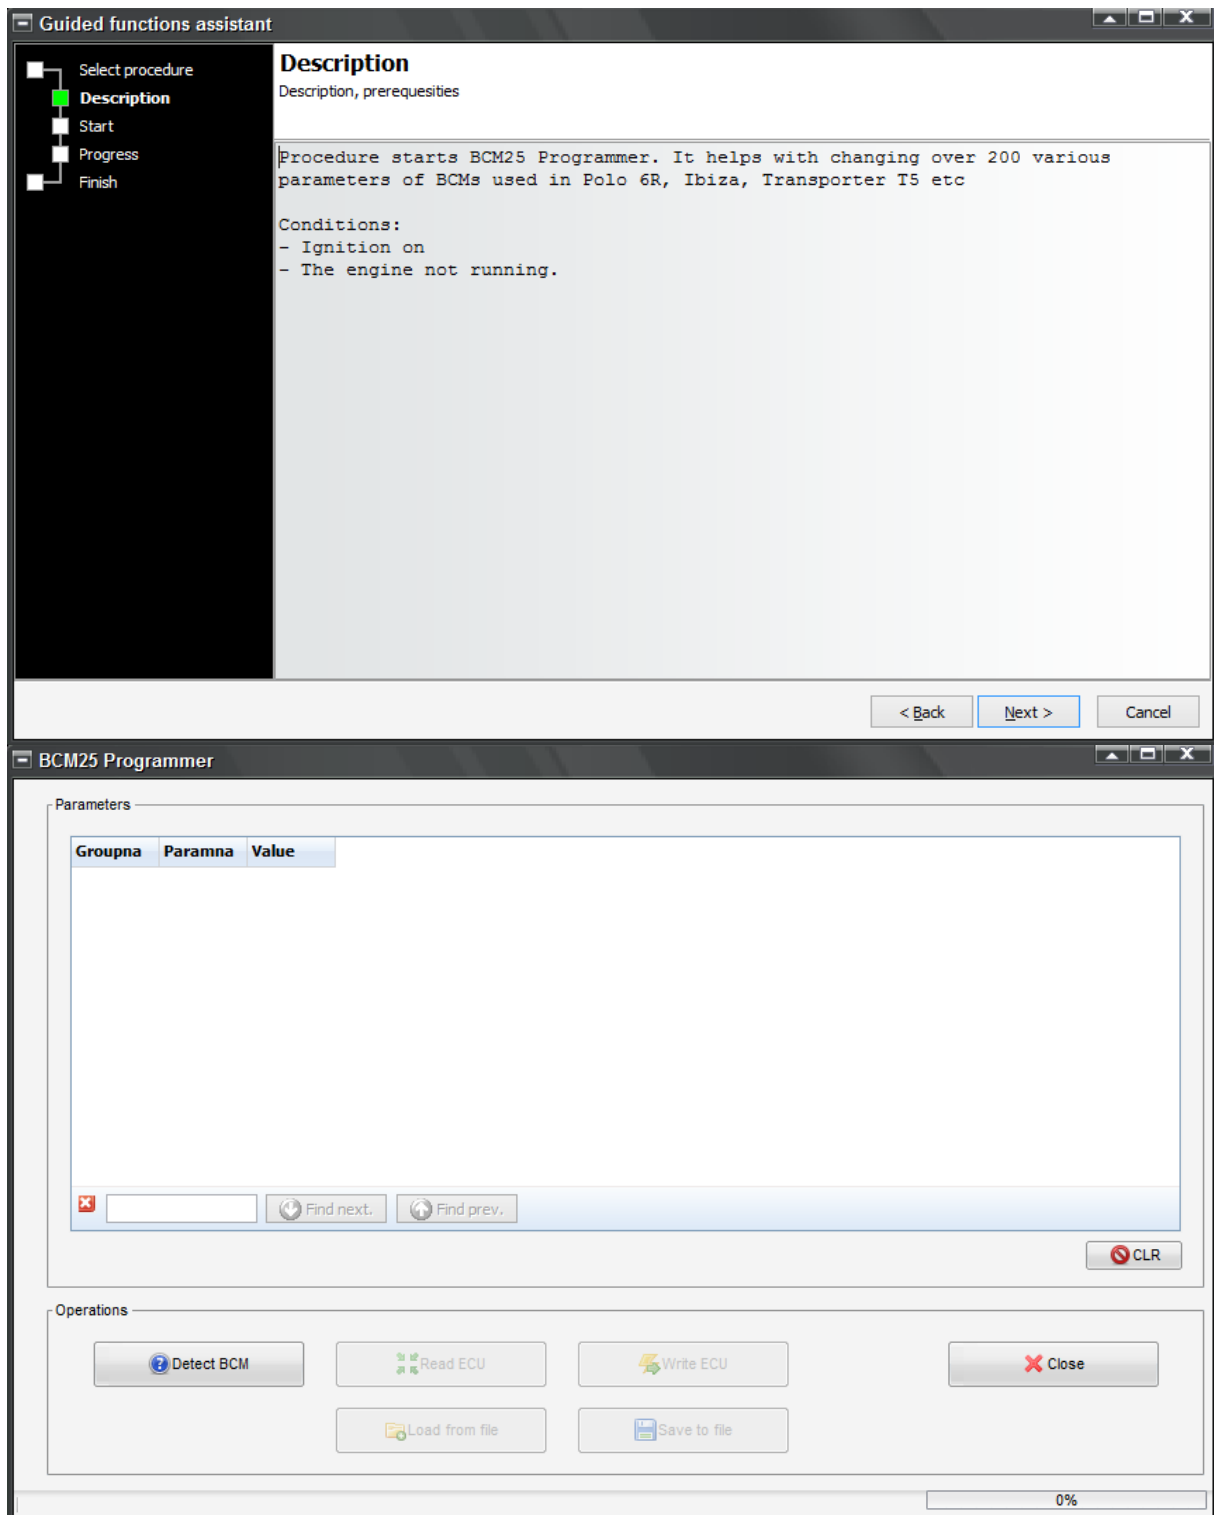 Guided functions assistant
Select procedure
Description
Start
Progress
Finish
Description
Description, prerequesities
Procedure starts BCM25 Programmer. It helps with changing over 200 various
parameters of BCMs used in Polo 6R, Ibiza, Transporter T5 etc
Conditions:
- Ignition on
- The engine not running.
< Back Next > Cancel
BCM25 Programmer
Parameters
Groupna Paramna Value
Find next. Find prev.
CLR
Operations
Detect BCM Read ECU Write ECU Close
Load from file Save to file
0%